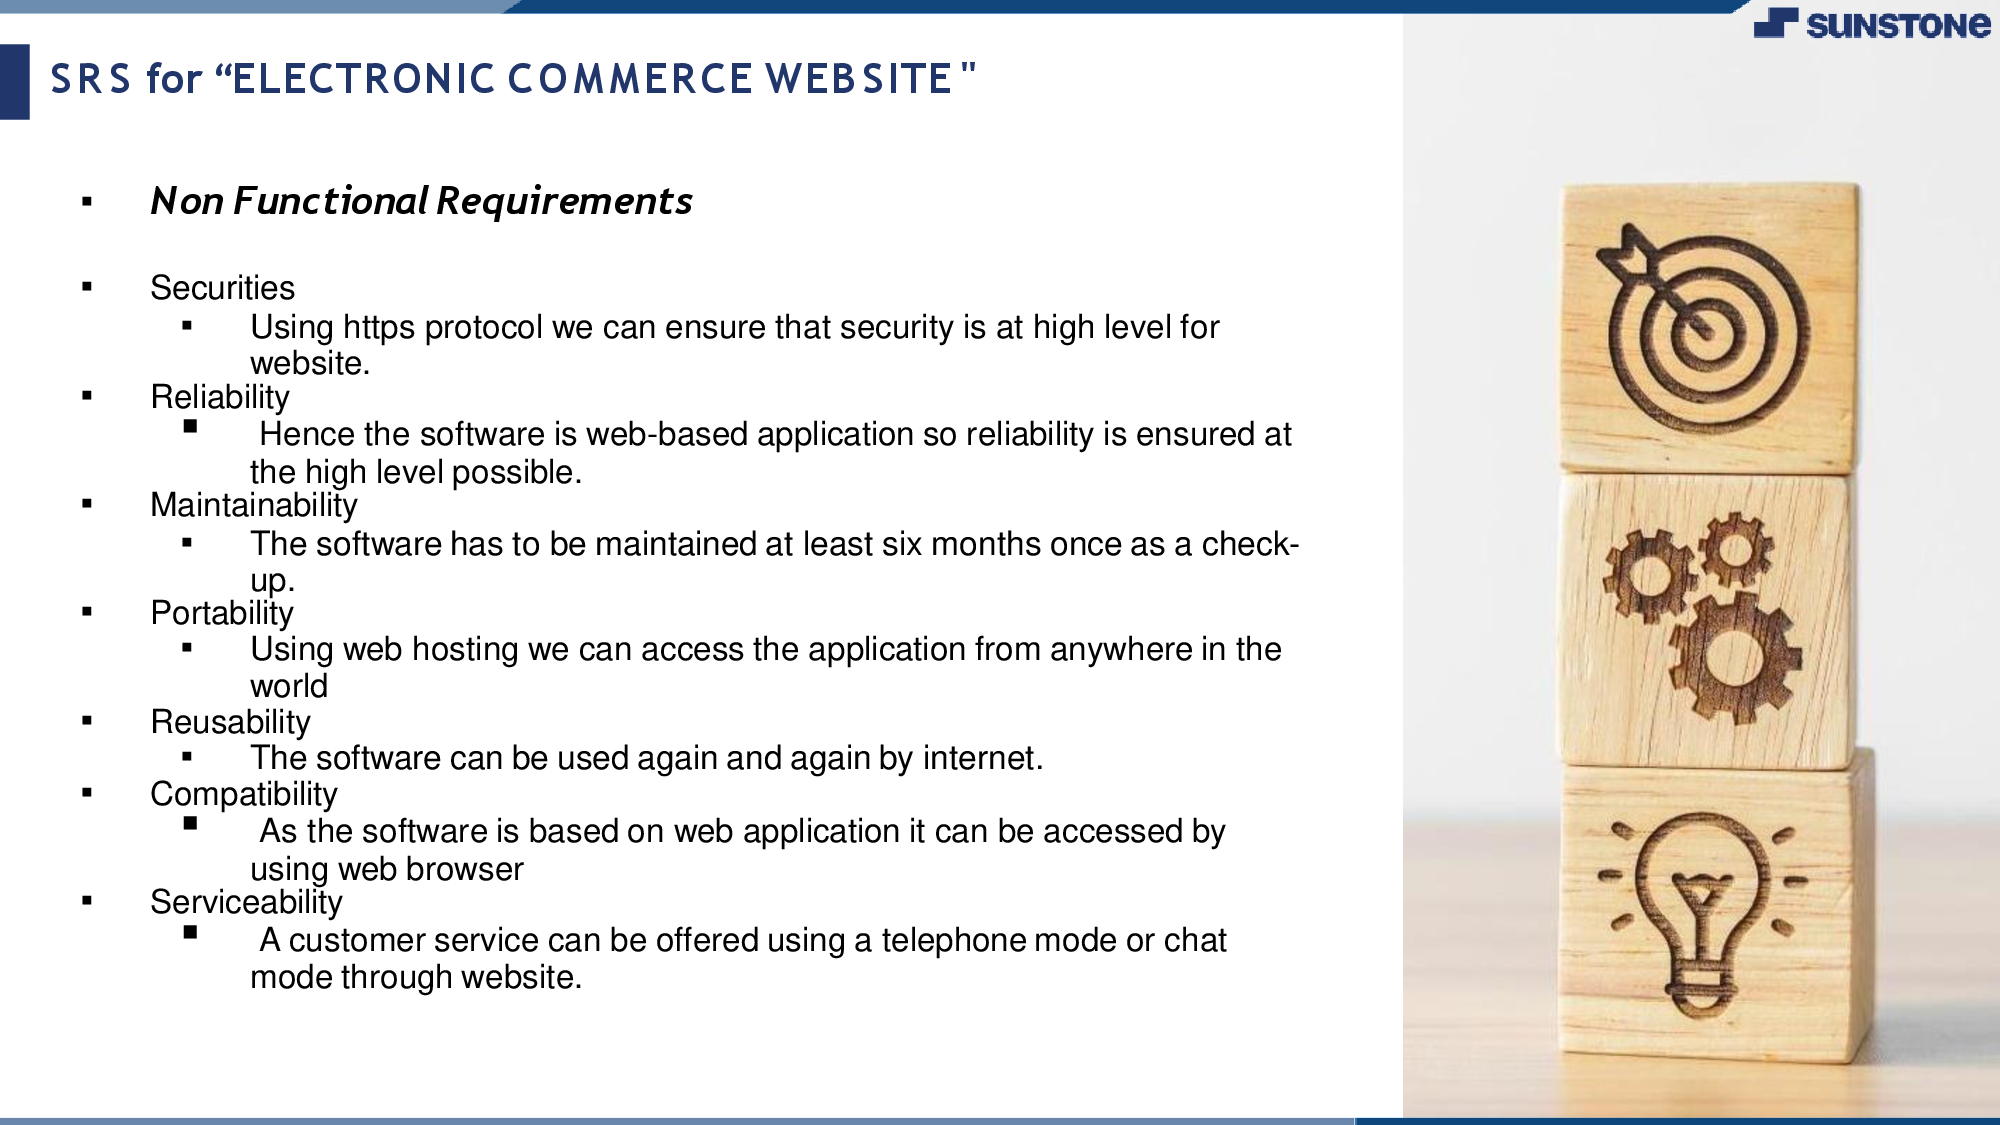 SUNSTONE
SRS for “ELECTRONIC COMMERCE WEBSITE"
▪ Non Functional Requirements
▪ Securities
▪ Using https protocol we can ensure that security is at high level for
website.
▪ Reliability
▪ Hence the software is web-based application so reliability is ensured at
the high level possible.
▪ Maintainability
▪ The software has to be maintained at least six months once as a check-
up.
▪ Portability
▪ Using web hosting we can access the application from anywhere in the
world
▪ Reusability
▪ The software can be used again and again by internet.
▪ Compatibility
▪ As the software is based on web application it can be accessed by
using web browser
▪ Serviceability
▪ A customer service can be offered using a telephone mode or chat
mode through website.